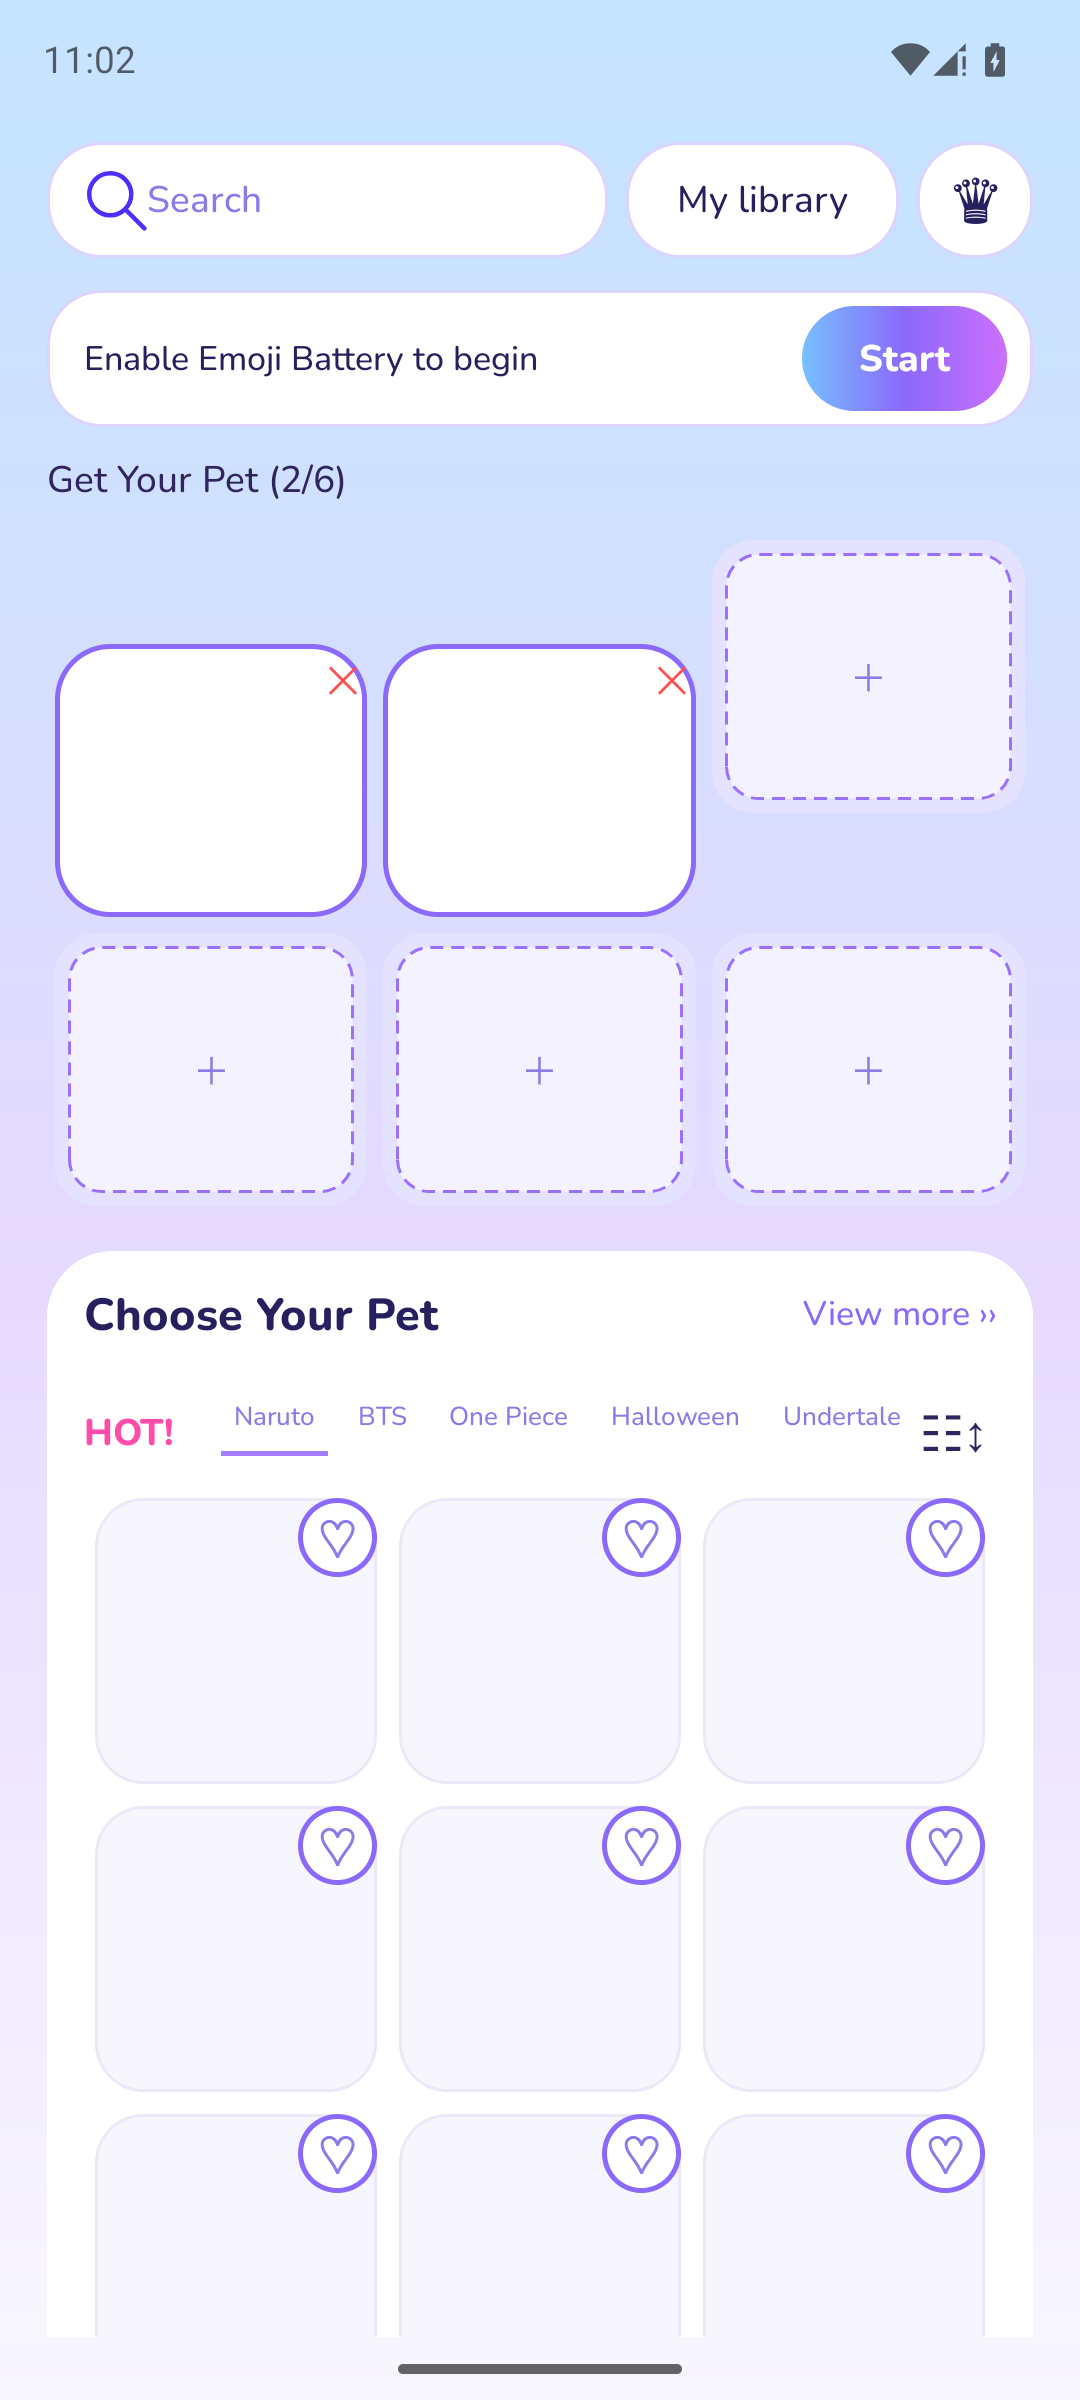 11:02
Search
My library
Enable Emoji Battery to begin
Start
Get Your Pet (2/6)
Choose Your Pet
View more ››
HOT!
Naruto
BTS
One Piece
Halloween
Undertale